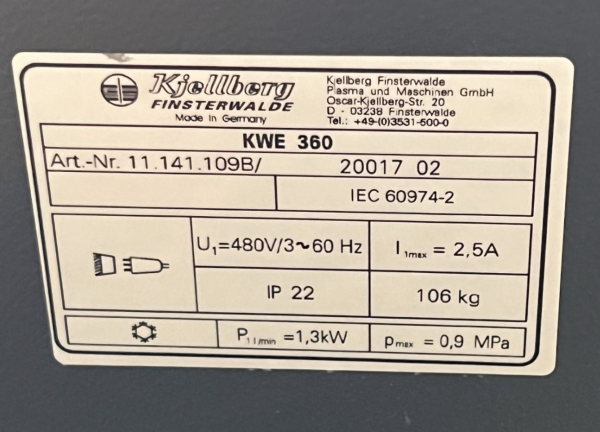 Kjellberg
FINSTERWALDE
Made in Germany
Kjellberg Finsterwalde
Plasma und Maschinen GmbH
Oscar-Kjellberg-Str. 20
D - 03238 Finsterwalde
Tel.: +49-(0)3531-500-0
KWE 360
Art.-Nr. 11.141.109B/ 20017 02
IEC 60974-2
U₁=480V/3~60 Hz I₁max = 2,5A
IP 22 106 kg
P₁ l/min =1,3kW pmax = 0,9 MPa